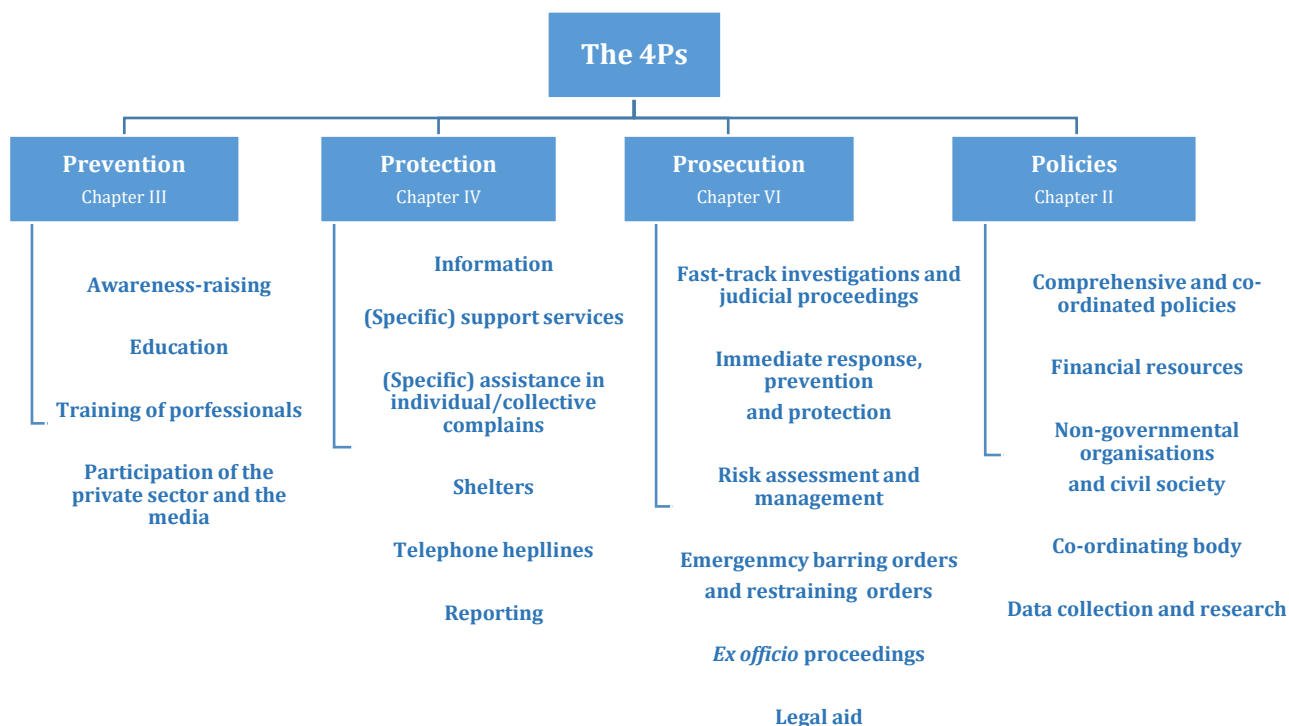 The 4Ps
Prevention
Chapter III
Awareness-raising
Education
Training of porfessionals
Participation of the
private sector and the
media
Protection
Chapter IV
Information
(Specific) support services
(Specific) assistance in
individual/collective
complains
Shelters
Telephone hepllines
Reporting
Prosecution
Chapter VI
Fast-track investigations and
judicial proceedings
Immediate response,
prevention
and protection
Risk assessment and
management
Emergenmcy barring orders
and restraining orders
Ex officio proceedings
Legal aid
Policies
Chapter II
Comprehensive and co-
ordinated policies
Financial resources
Non-governmental
organisations
and civil society
Co-ordinating body
Data collection and research